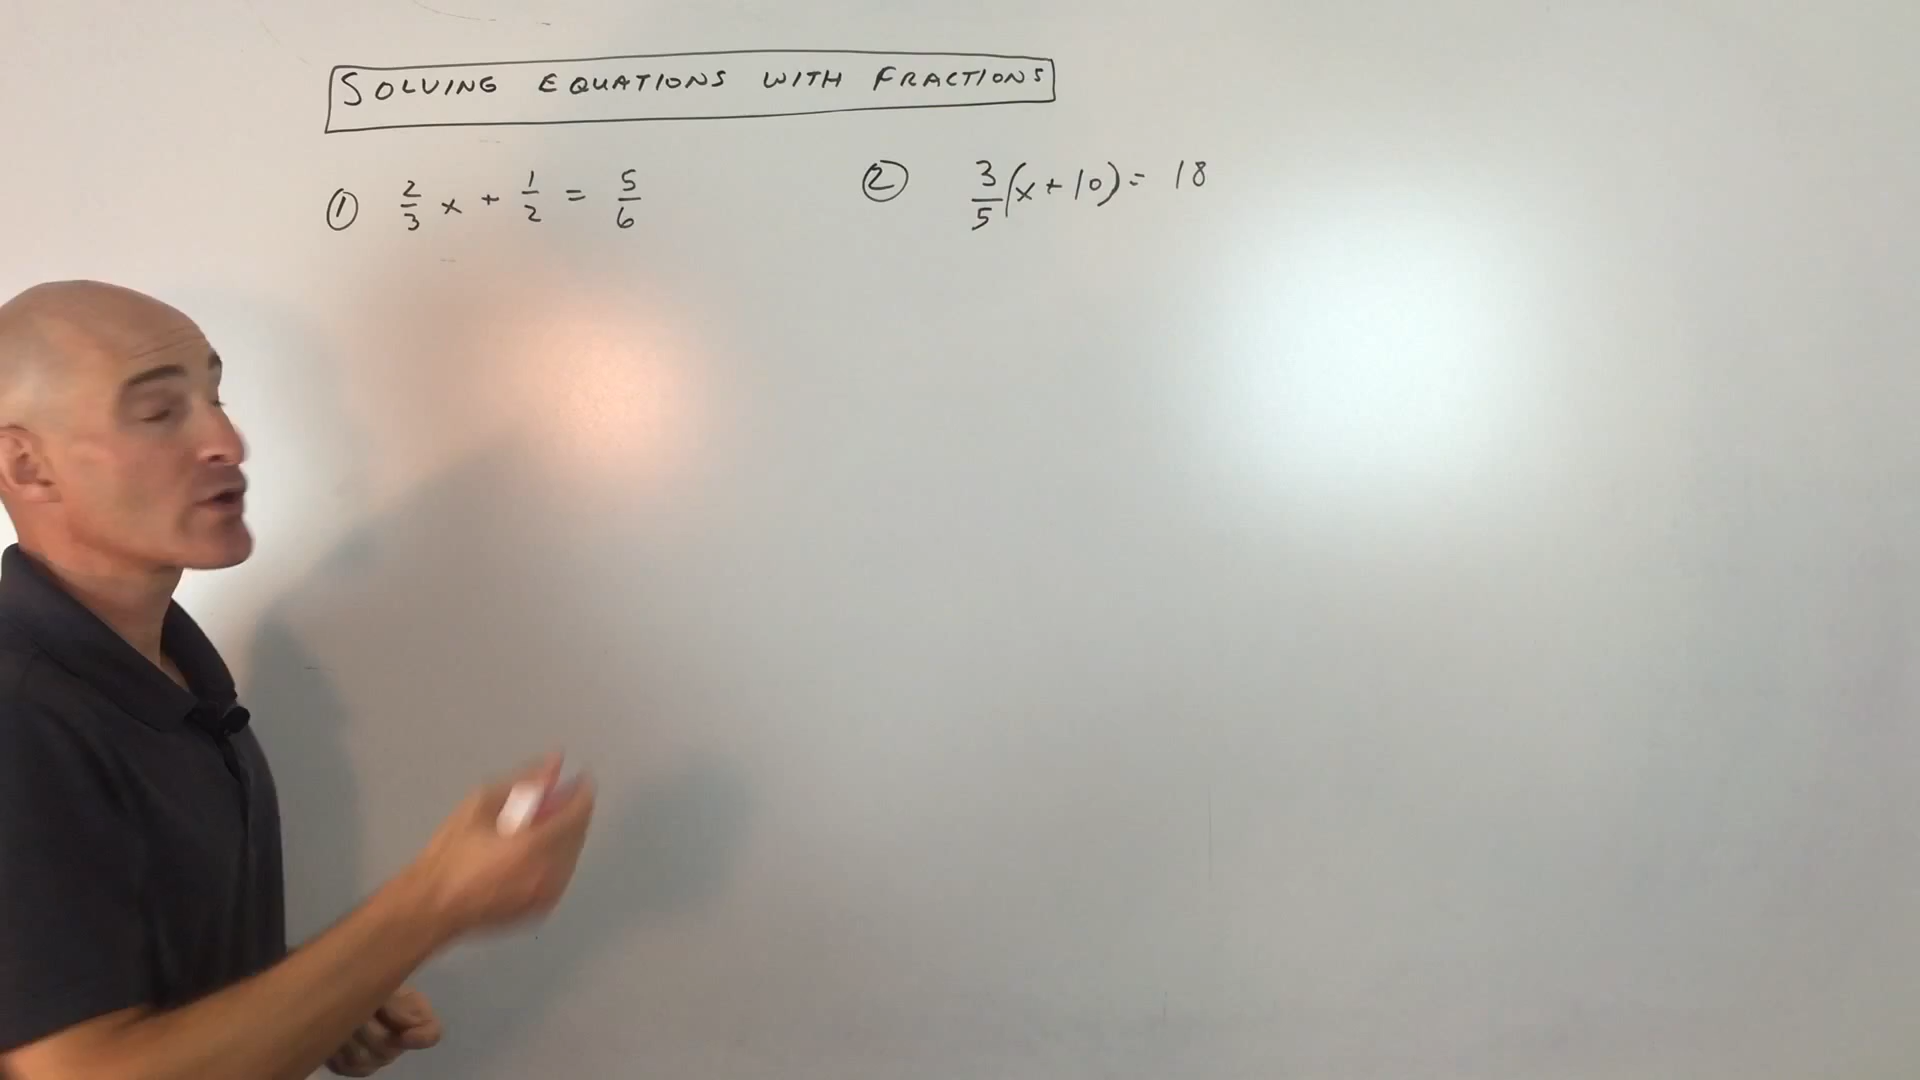 SOLVING EQUATIONS WITH FRACTIONS
① 2/3 x + 1/2 = 5/6
② 3/5 (x + 10) = 18